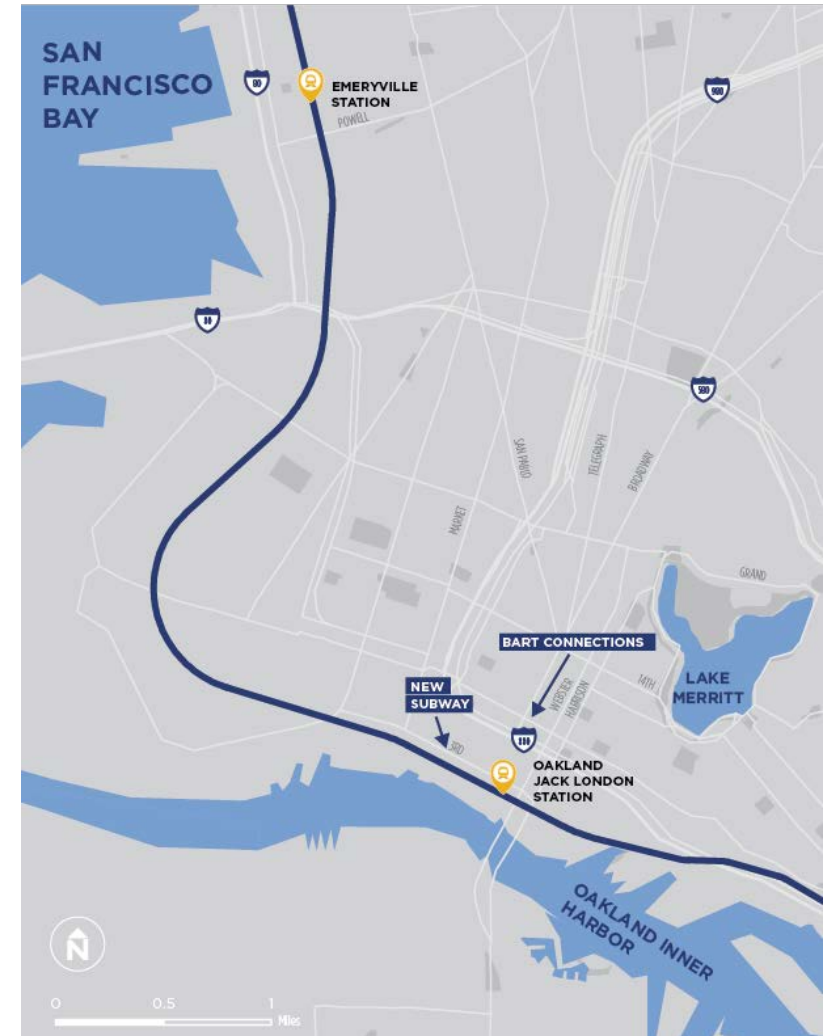 SAN
FRANCISCO
BAY
80
EMERYVILLE
STATION
POWELL
980
80
580
SAN PABLO
TELEGRAPH
BROADWAY
MARKET
GRAND
BART CONNECTIONS
NEW
SUBWAY
LAKE
MERRITT
14TH
WEBSTER
HARRISON
3RD
OAKLAND
JACK LONDON
STATION
OAKLAND INNER
HARBOR
N
0 0.5 1
Miles